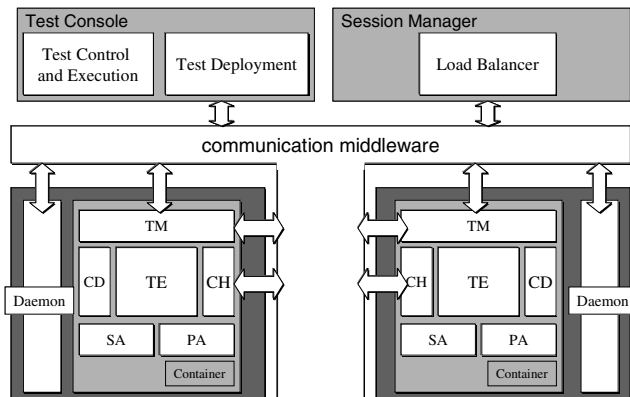 Test Console
Test Control
and Execution
Test Deployment
Session Manager
Load Balancer
communication middleware
TM
CD
TE
CH
Daemon
SA
PA
Container
TM
CH
TE
CD
Daemon
SA
PA
Container